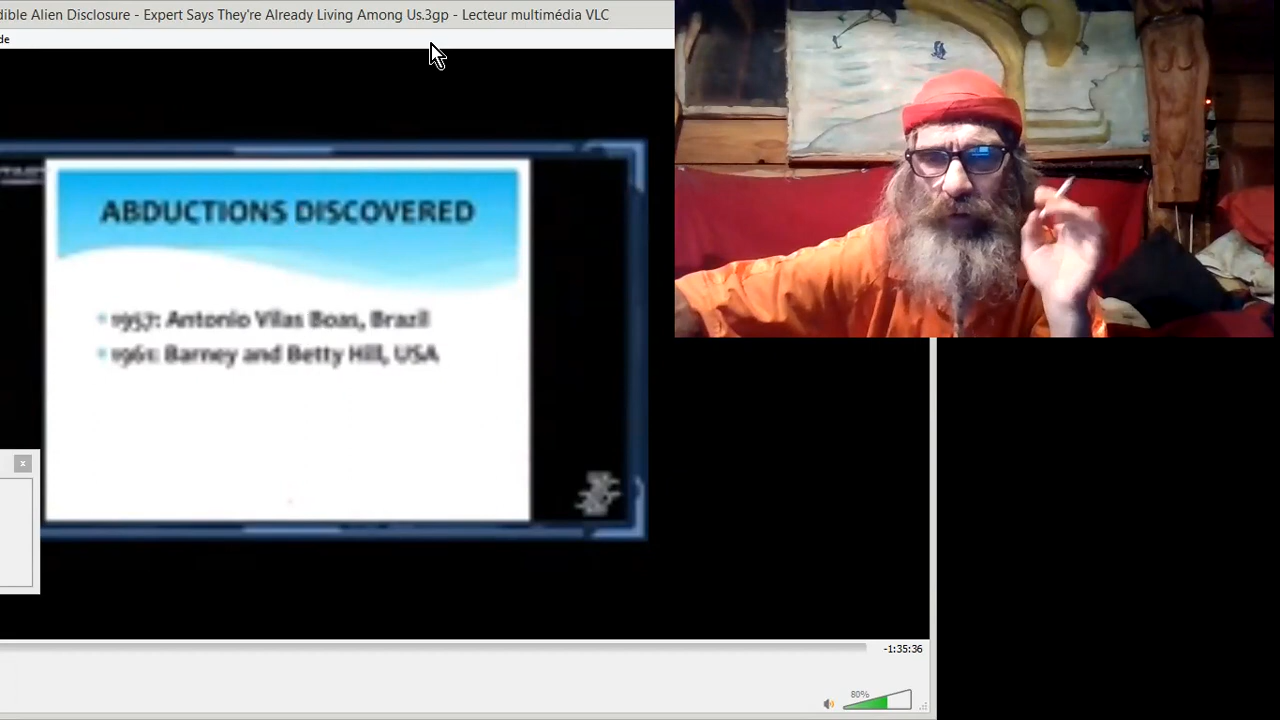 dible Alien Disclosure - Expert Says They're Already Living Among Us.3gp - Lecteur multimédia VLC
de
ABDUCTIONS DISCOVERED
1957: Antonio Vilas Boas, Brazil
1961: Barney and Betty Hill, USA
-1:35:36
80%